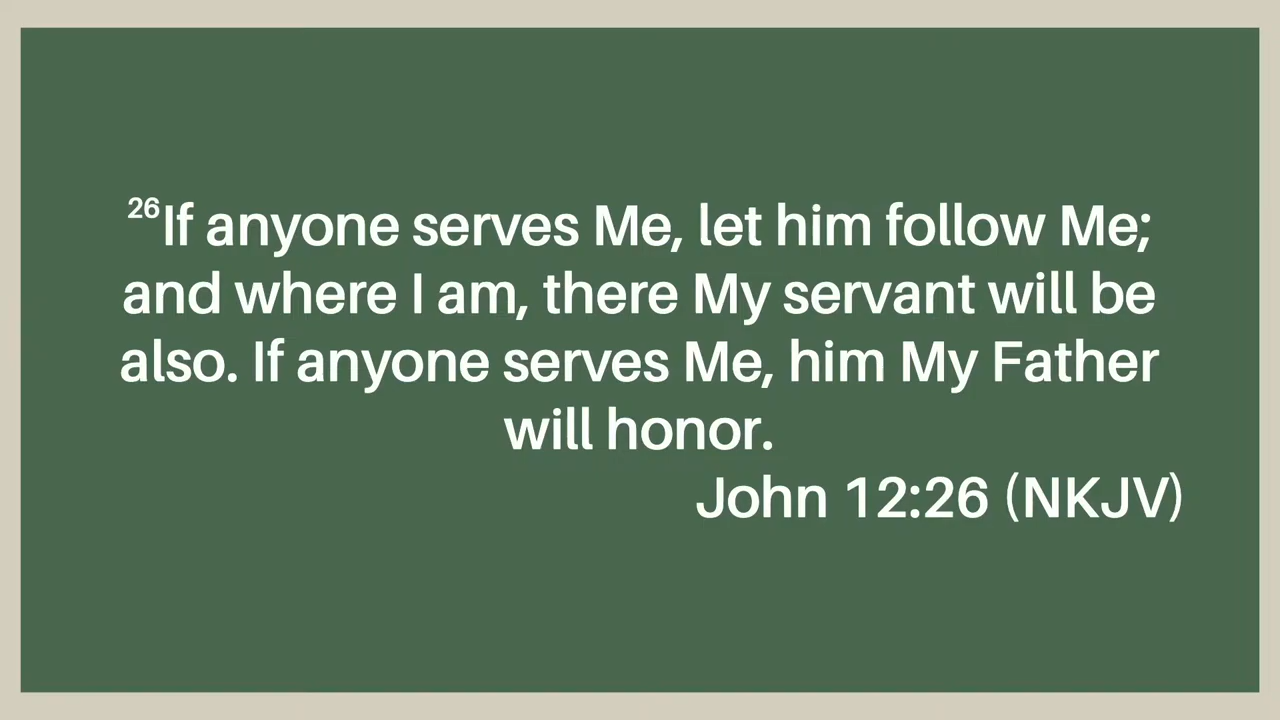 ²⁶If anyone serves Me, let him follow Me;
and where I am, there My servant will be
also. If anyone serves Me, him My Father
will honor.
John 12:26 (NKJV)